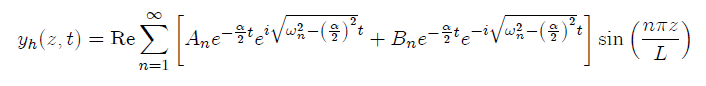 $y_h(z,t) = \mathrm{Re} \sum_{n=1}^{\infty} \left[ A_n e^{-\frac{\alpha}{2}t} e^{i\sqrt{\omega_n^2 - \left(\frac{\alpha}{2}\right)^2}t} + B_n e^{-\frac{\alpha}{2}t} e^{-i\sqrt{\omega_n^2 - \left(\frac{\alpha}{2}\right)^2}t} \right] \sin\left(\frac{n\pi z}{L}\right)$